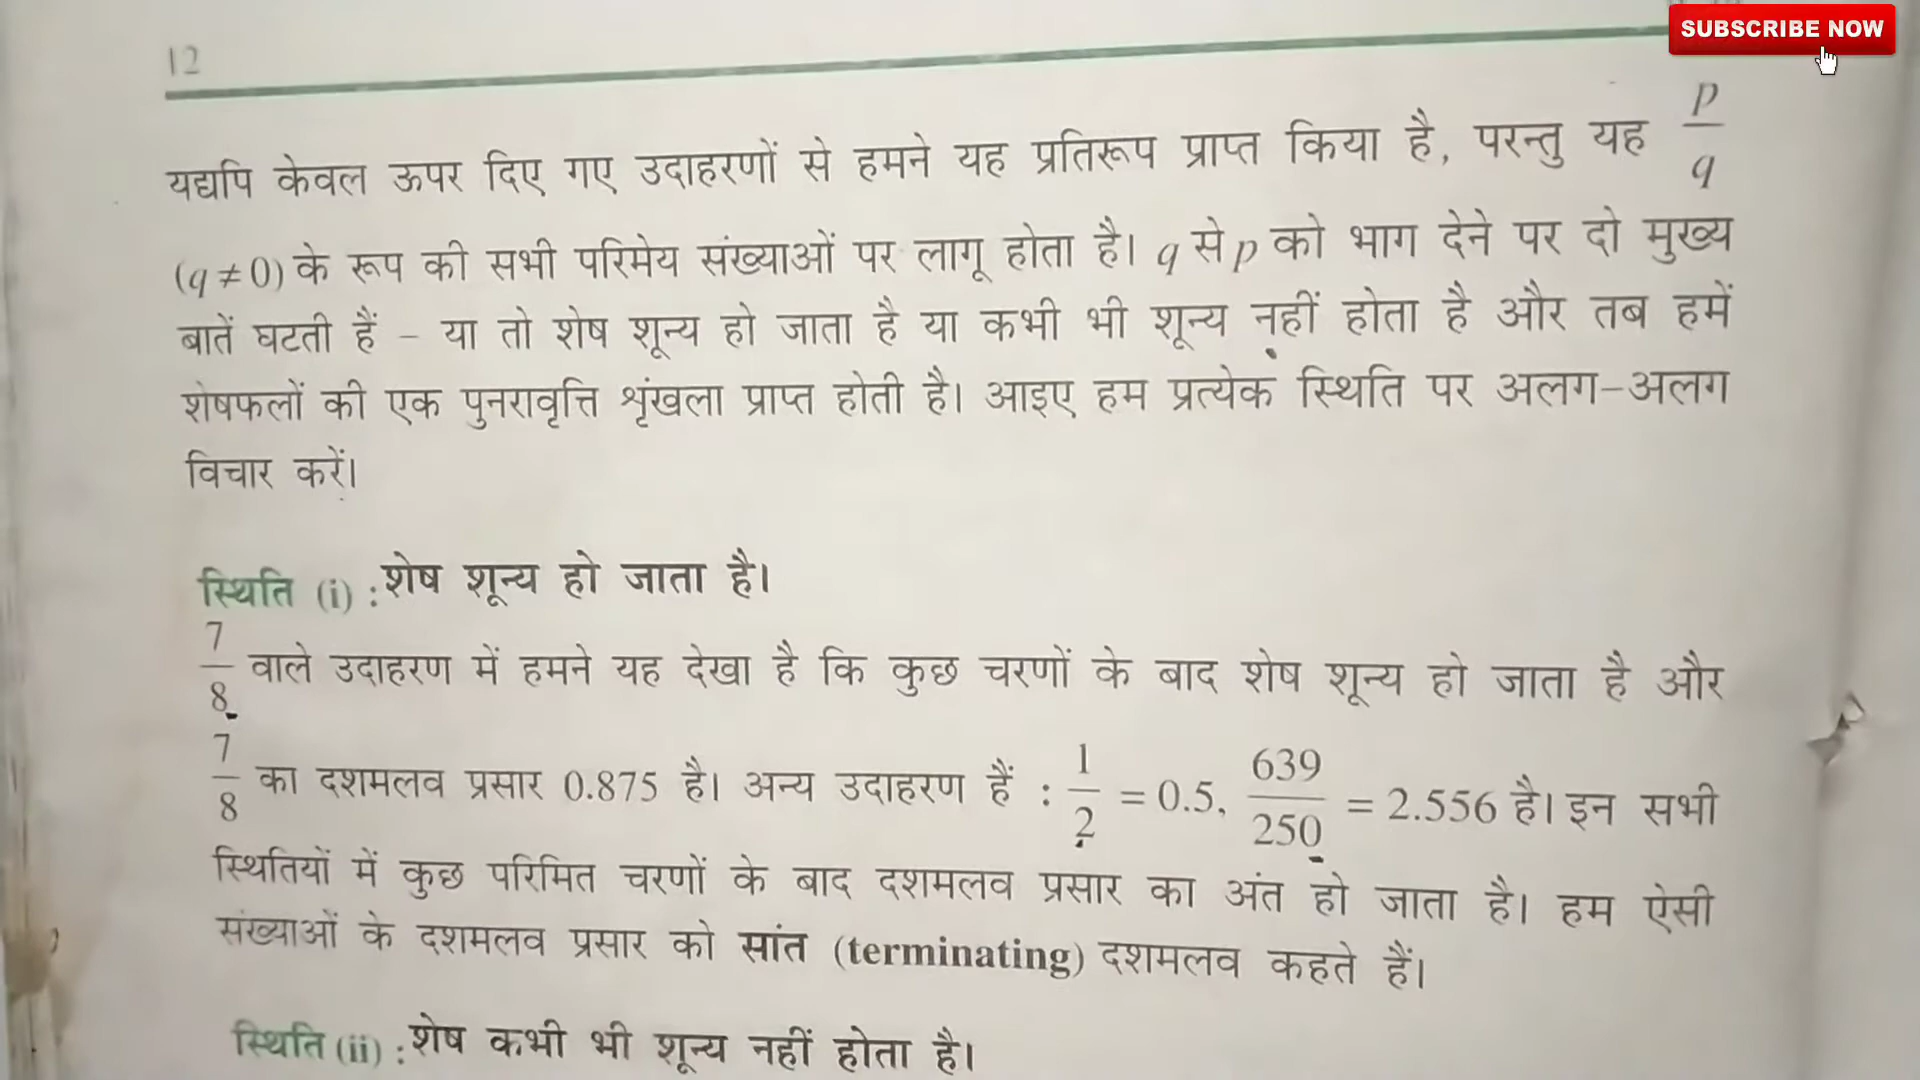 SUBSCRIBE NOW
12
यद्यपि केवल ऊपर दिए गए उदाहरणों से हमने यह प्रतिरूप प्राप्त किया है, परन्तु यह p/q
(q ≠ 0) के रूप की सभी परिमेय संख्याओं पर लागू होता है। q से p को भाग देने पर दो मुख्य
बातें घटती हैं – या तो शेष शून्य हो जाता है या कभी भी शून्य नहीं होता है और तब हमें
शेषफलों की एक पुनरावृत्ति शृंखला प्राप्त होती है। आइए हम प्रत्येक स्थिति पर अलग-अलग
विचार करें।
स्थिति (i) : शेष शून्य हो जाता है।
7/8 वाले उदाहरण में हमने यह देखा है कि कुछ चरणों के बाद शेष शून्य हो जाता है और
7/8 का दशमलव प्रसार 0.875 है। अन्य उदाहरण हैं : 1/2 = 0.5, 639/250 = 2.556 है। इन सभी
स्थितियों में कुछ परिमित चरणों के बाद दशमलव प्रसार का अंत हो जाता है। हम ऐसी
संख्याओं के दशमलव प्रसार को सांत (terminating) दशमलव कहते हैं।
स्थिति (ii) : शेष कभी भी शून्य नहीं होता है।